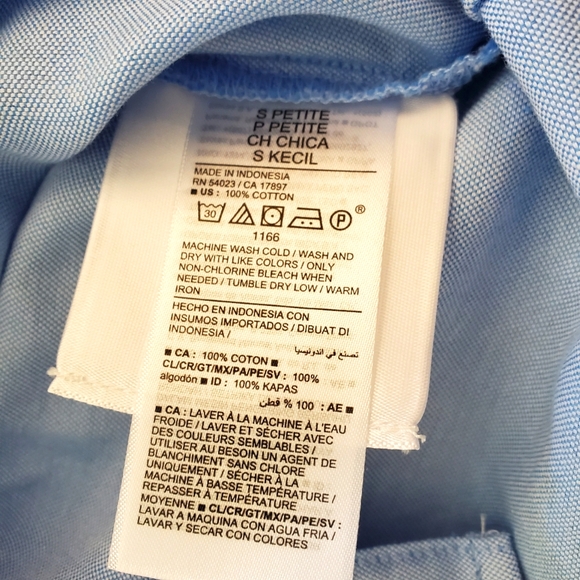 S PETITE
P PETITE
CH CHICA
S KECIL
MADE IN INDONESIA
RN 54023 / CA 17897
■ US : 100% COTTON
30 P ®
1166
MACHINE WASH COLD / WASH AND
DRY WITH LIKE COLORS / ONLY
NON-CHLORINE BLEACH WHEN
NEEDED / TUMBLE DRY LOW / WARM
IRON
HECHO EN INDONESIA CON
INSUMOS IMPORTADOS / DIBUAT DI
INDONESIA /
تصنع في اندونيسيا
■ CA : 100% COTON ■
CL/CR/GT/MX/PA/PE/SV : 100%
algodón ■ ID : 100% KAPAS
■ AE : 100 % قطن
■ CA : LAVER À LA MACHINE À L'EAU
FROIDE / LAVER ET SÉCHER AVEC
DES COULEURS SEMBLABLES /
UTILISER AU BESOIN UN AGENT DE
BLANCHIMENT SANS CHLORE
UNIQUEMENT / SÉCHER À LA
MACHINE À BASSE TEMPÉRATURE /
REPASSER À TEMPÉRATURE
MOYENNE ■ CL/CR/GT/MX/PA/PE/SV :
LAVAR A MAQUINA CON AGUA FRIA /
LAVAR Y SECAR CON COLORES